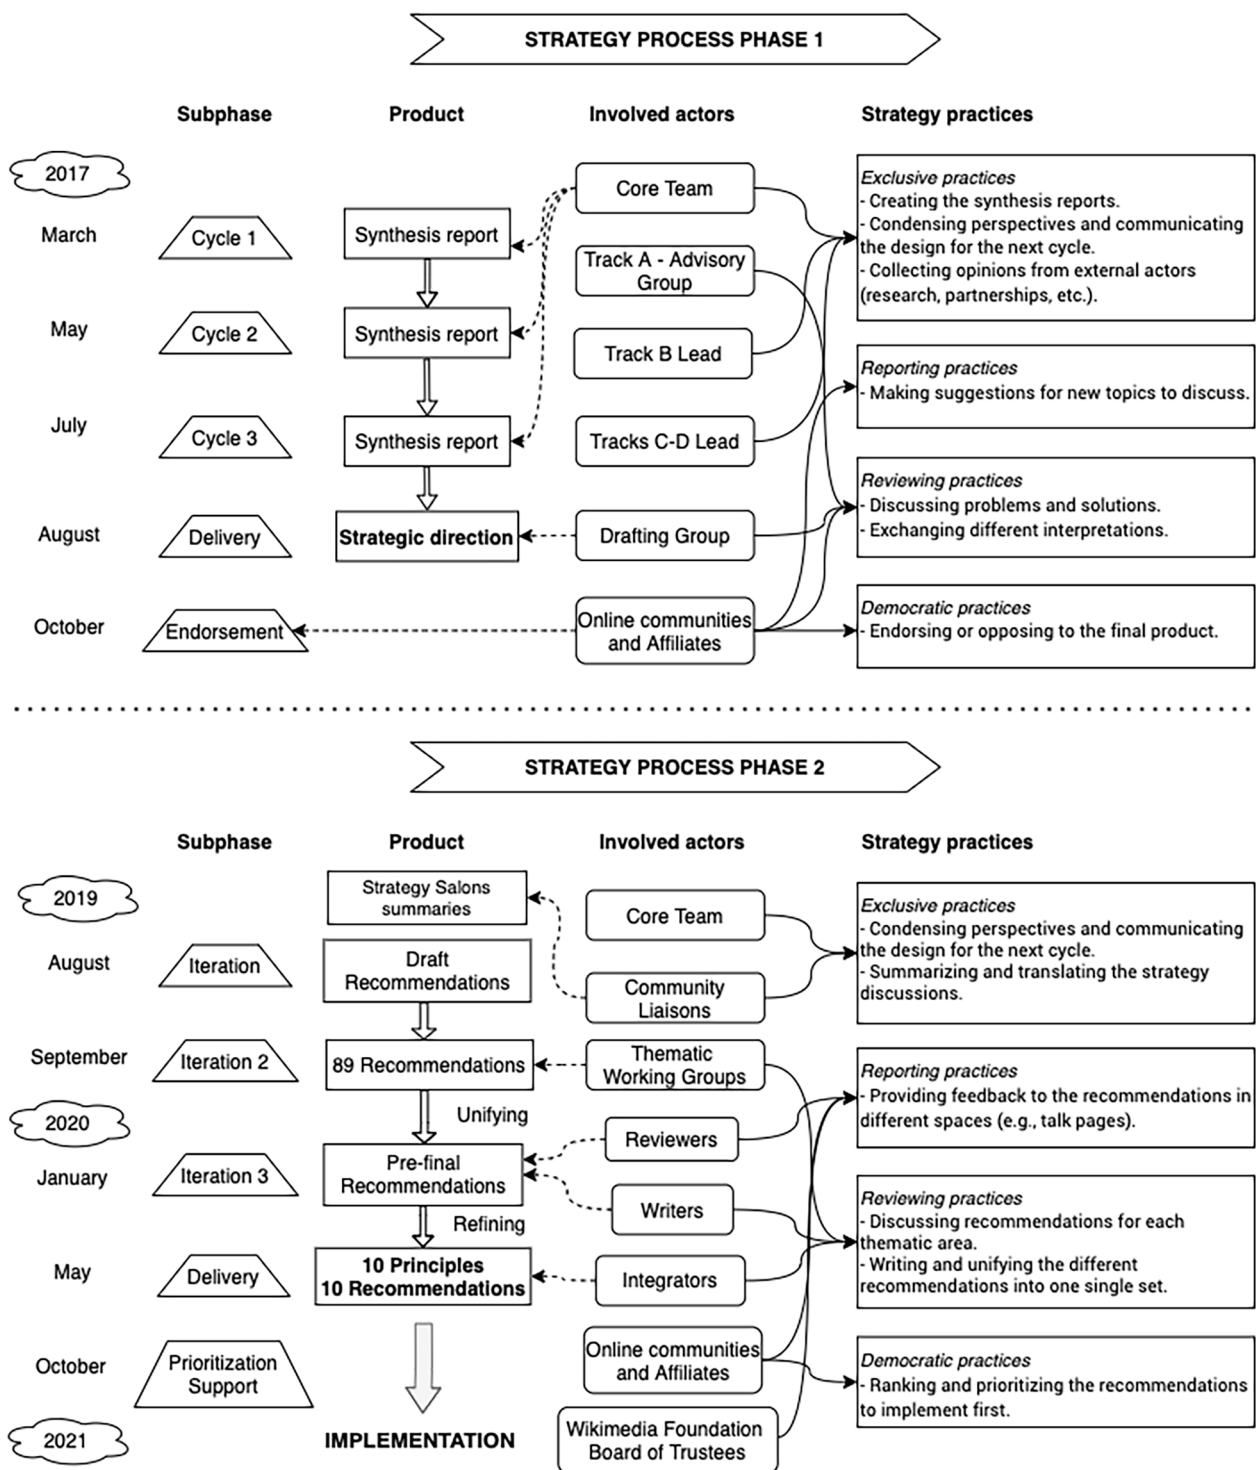 STRATEGY PROCESS PHASE 1
Subphase
Product
Involved actors
Strategy practices
2017
March
Cycle 1
Synthesis report
Core Team
Exclusive practices
- Creating the synthesis reports.
- Condensing perspectives and communicating
the design for the next cycle.
- Collecting opinions from external actors
(research, partnerships, etc.).
Track A - Advisory
Group
May
Cycle 2
Synthesis report
Track B Lead
Reporting practices
- Making suggestions for new topics to discuss.
July
Cycle 3
Synthesis report
Tracks C-D Lead
Reviewing practices
- Discussing problems and solutions.
- Exchanging different interpretations.
August
Delivery
Strategic direction
Drafting Group
October
Endorsement
Online communities
and Affiliates
Democratic practices
- Endorsing or opposing to the final product.
STRATEGY PROCESS PHASE 2
Subphase
Product
Involved actors
Strategy practices
2019
Strategy Salons
summaries
Core Team
Exclusive practices
- Condensing perspectives and communicating
the design for the next cycle.
- Summarizing and translating the strategy
discussions.
August
Iteration
Draft
Recommendations
Community
Liaisons
September
Iteration 2
89 Recommendations
Thematic
Working Groups
Reporting practices
- Providing feedback to the recommendations in
different spaces (e.g., talk pages).
2020
Unifying
Reviewers
January
Iteration 3
Pre-final
Recommendations
Writers
Reviewing practices
- Discussing recommendations for each
thematic area.
- Writing and unifying the different
recommendations into one single set.
Refining
May
Delivery
10 Principles
10 Recommendations
Integrators
October
Prioritization
Support
Online communities
and Affiliates
Democratic practices
- Ranking and prioritizing the recommendations
to implement first.
2021
IMPLEMENTATION
Wikimedia Foundation
Board of Trustees